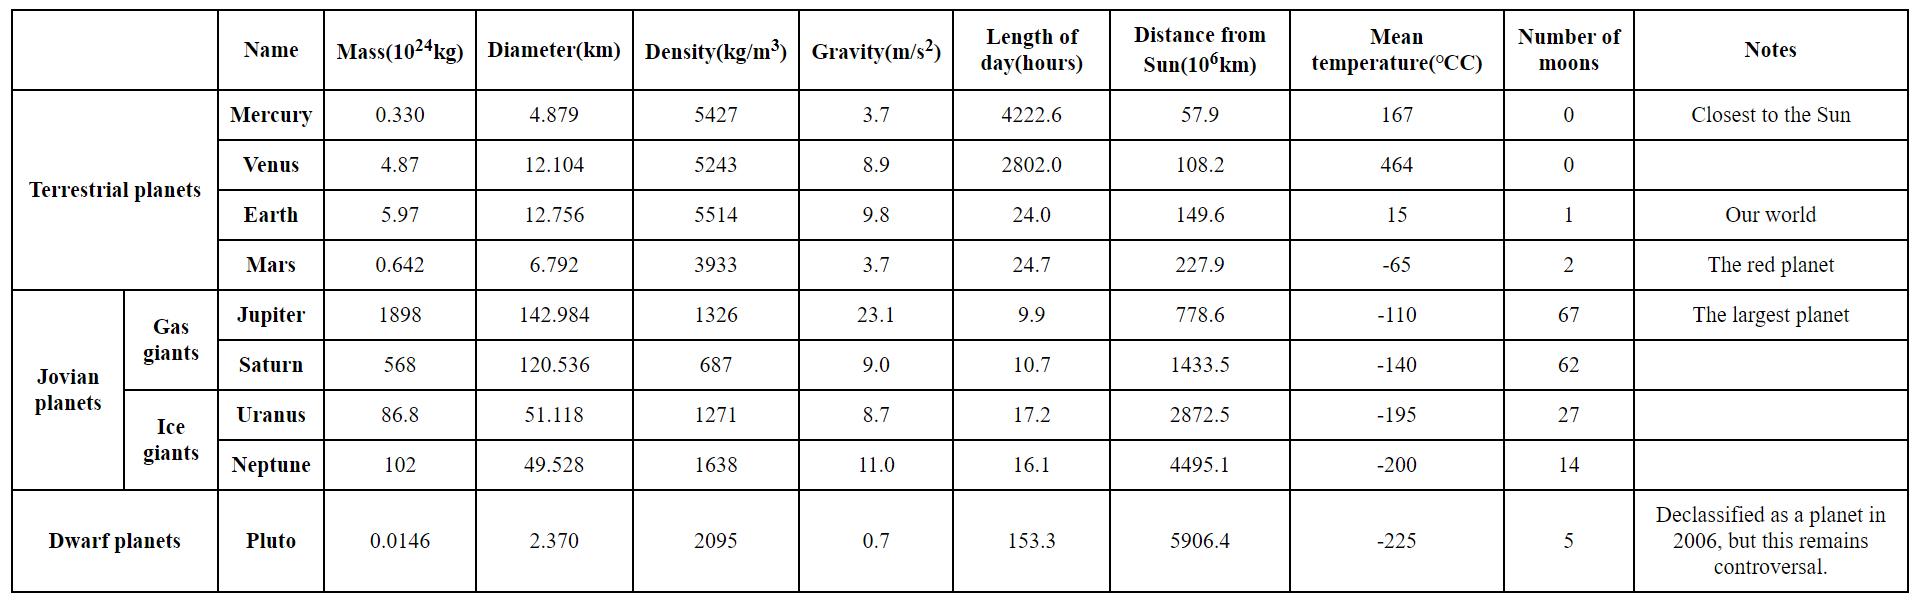 Name Mass(10²⁴kg) Diameter(km) Density(kg/m³) Gravity(m/s²) Length of day(hours) Distance from Sun(10⁶km) Mean temperature(°CC) Number of moons Notes
Terrestrial planets Mercury 0.330 4.879 5427 3.7 4222.6 57.9 167 0 Closest to the Sun
Venus 4.87 12.104 5243 8.9 2802.0 108.2 464 0
Earth 5.97 12.756 5514 9.8 24.0 149.6 15 1 Our world
Mars 0.642 6.792 3933 3.7 24.7 227.9 -65 2 The red planet
Jovian planets Gas giants Jupiter 1898 142.984 1326 23.1 9.9 778.6 -110 67 The largest planet
Saturn 568 120.536 687 9.0 10.7 1433.5 -140 62
Ice giants Uranus 86.8 51.118 1271 8.7 17.2 2872.5 -195 27
Neptune 102 49.528 1638 11.0 16.1 4495.1 -200 14
Dwarf planets Pluto 0.0146 2.370 2095 0.7 153.3 5906.4 -225 5 Declassified as a planet in 2006, but this remains controversal.